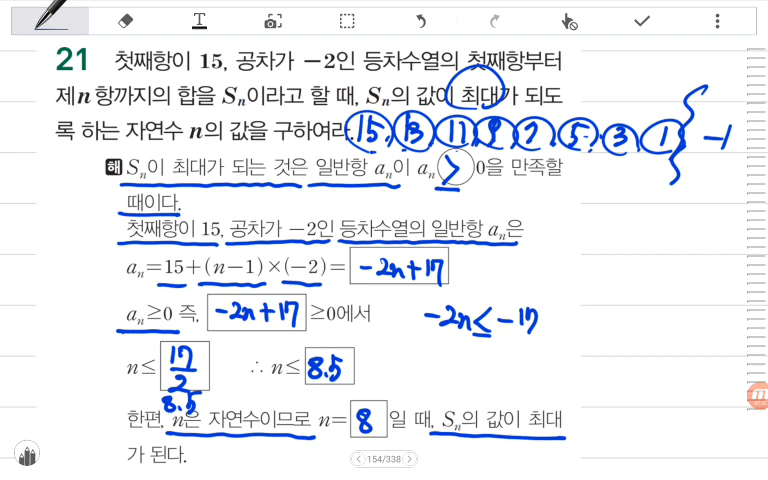 21 첫째항이 15, 공차가 −2인 등차수열의 첫째항부터
제n항까지의 합을 Sₙ이라고 할 때, Sₙ의 값이 최대가 되도
록 하는 자연수 n의 값을 구하여라.
15, 13, 11, 9, 7, 5, 3, 1 } -1
해 Sₙ이 최대가 되는 것은 일반항 aₙ이 aₙ > 0을 만족할
때이다.
첫째항이 15, 공차가 −2인 등차수열의 일반항 aₙ은
aₙ=15+(n−1)×(−2)= -2n+17
aₙ≥0 즉, -2n+17 ≥0에서
-2n≤-17
n≤ 17/2 ∴ n≤ 8.5
8.5
한편, n은 자연수이므로 n= 8 일 때, Sₙ의 값이 최대
가 된다.
154/338